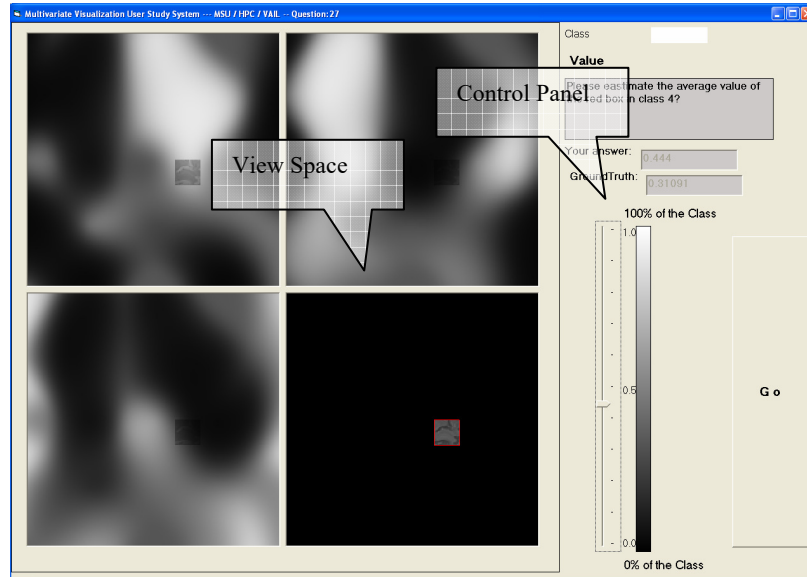 Multivariate Visualization User Study System --- MSU / HPC / VAIL -- Question: 27
Class
Value
Please eastimate the average value of
the red box in class 4?
Control Panel
View Space
Your answer:
0.444
GroundTruth:
0.31091
100% of the Class
1.0
0.5
G o
0.0
0% of the Class